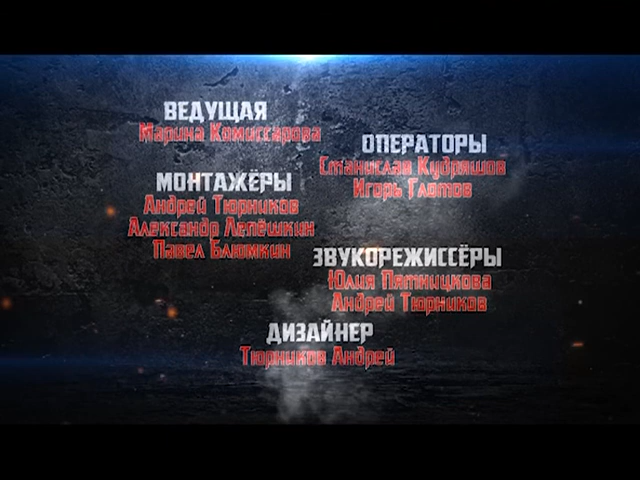 ВЕДУЩАЯ
Марина Комиссарова
ОПЕРАТОРЫ
Станислав Кудряшов
Игорь Глотов
МОНТАЖЁРЫ
Андрей Тюрников
Александр Лепёшкин
Павел Блюмкин
ЗВУКОРЕЖИССЁРЫ
Юлия Пятницкова
Андрей Тюрников
ДИЗАЙНЕР
Тюрников Андрей